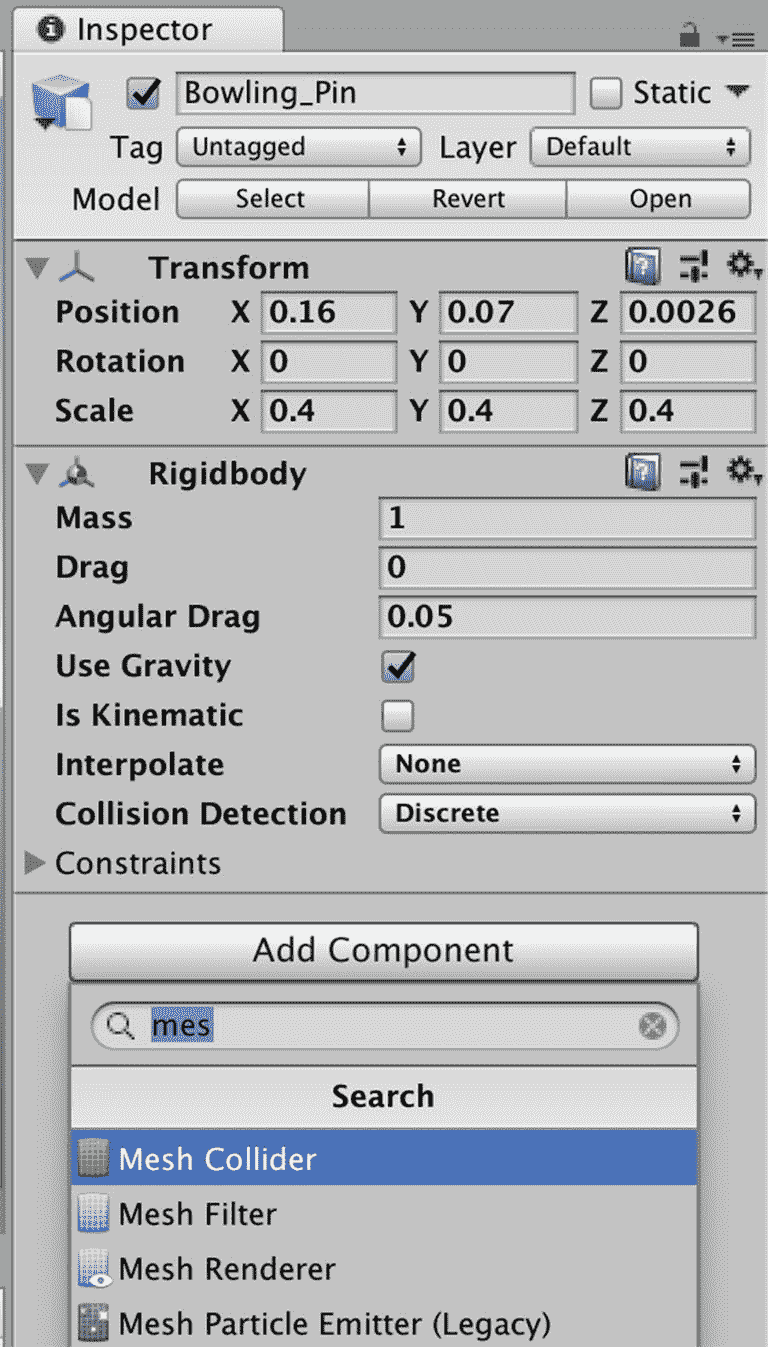 Inspector
Bowling_Pin Static
Tag Untagged Layer Default
Model Select Revert Open
Transform
Position X 0.16 Y 0.07 Z 0.0026
Rotation X 0 Y 0 Z 0
Scale X 0.4 Y 0.4 Z 0.4
Rigidbody
Mass 1
Drag 0
Angular Drag 0.05
Use Gravity
Is Kinematic
Interpolate None
Collision Detection Discrete
Constraints
Add Component
mes
Search
Mesh Collider
Mesh Filter
Mesh Renderer
Mesh Particle Emitter (Legacy)